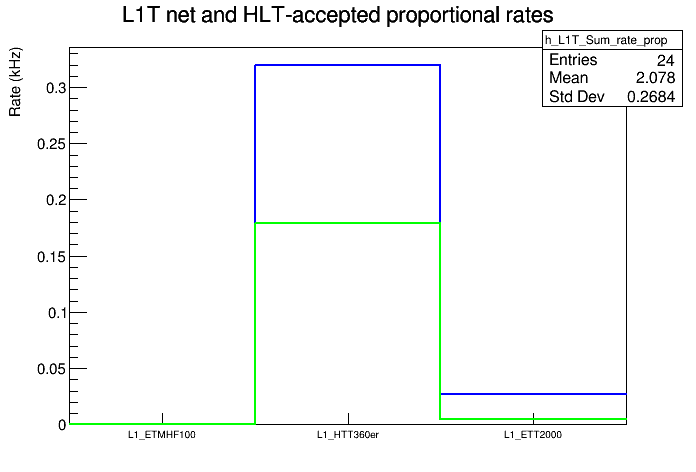 L1T net and HLT-accepted proportional rates
h_L1T_Sum_rate_prop
Entries 24
Mean 2.078
Std Dev 0.2684
Rate (kHz)
0.3
0.25
0.2
0.15
0.1
0.05
0
L1_ETMHF100 L1_HTT360er L1_ETT2000